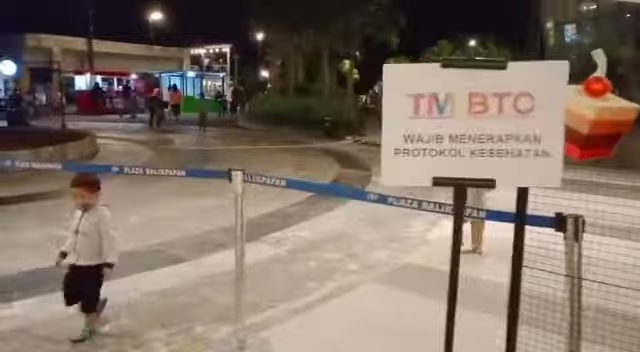 TM BTC
WAJIB MENERAPKAN
PROTOKOL KESEHATAN
PLAZA BALIKPAPAN
BALIKPAPAN
PLAZA BALIKPAPAN